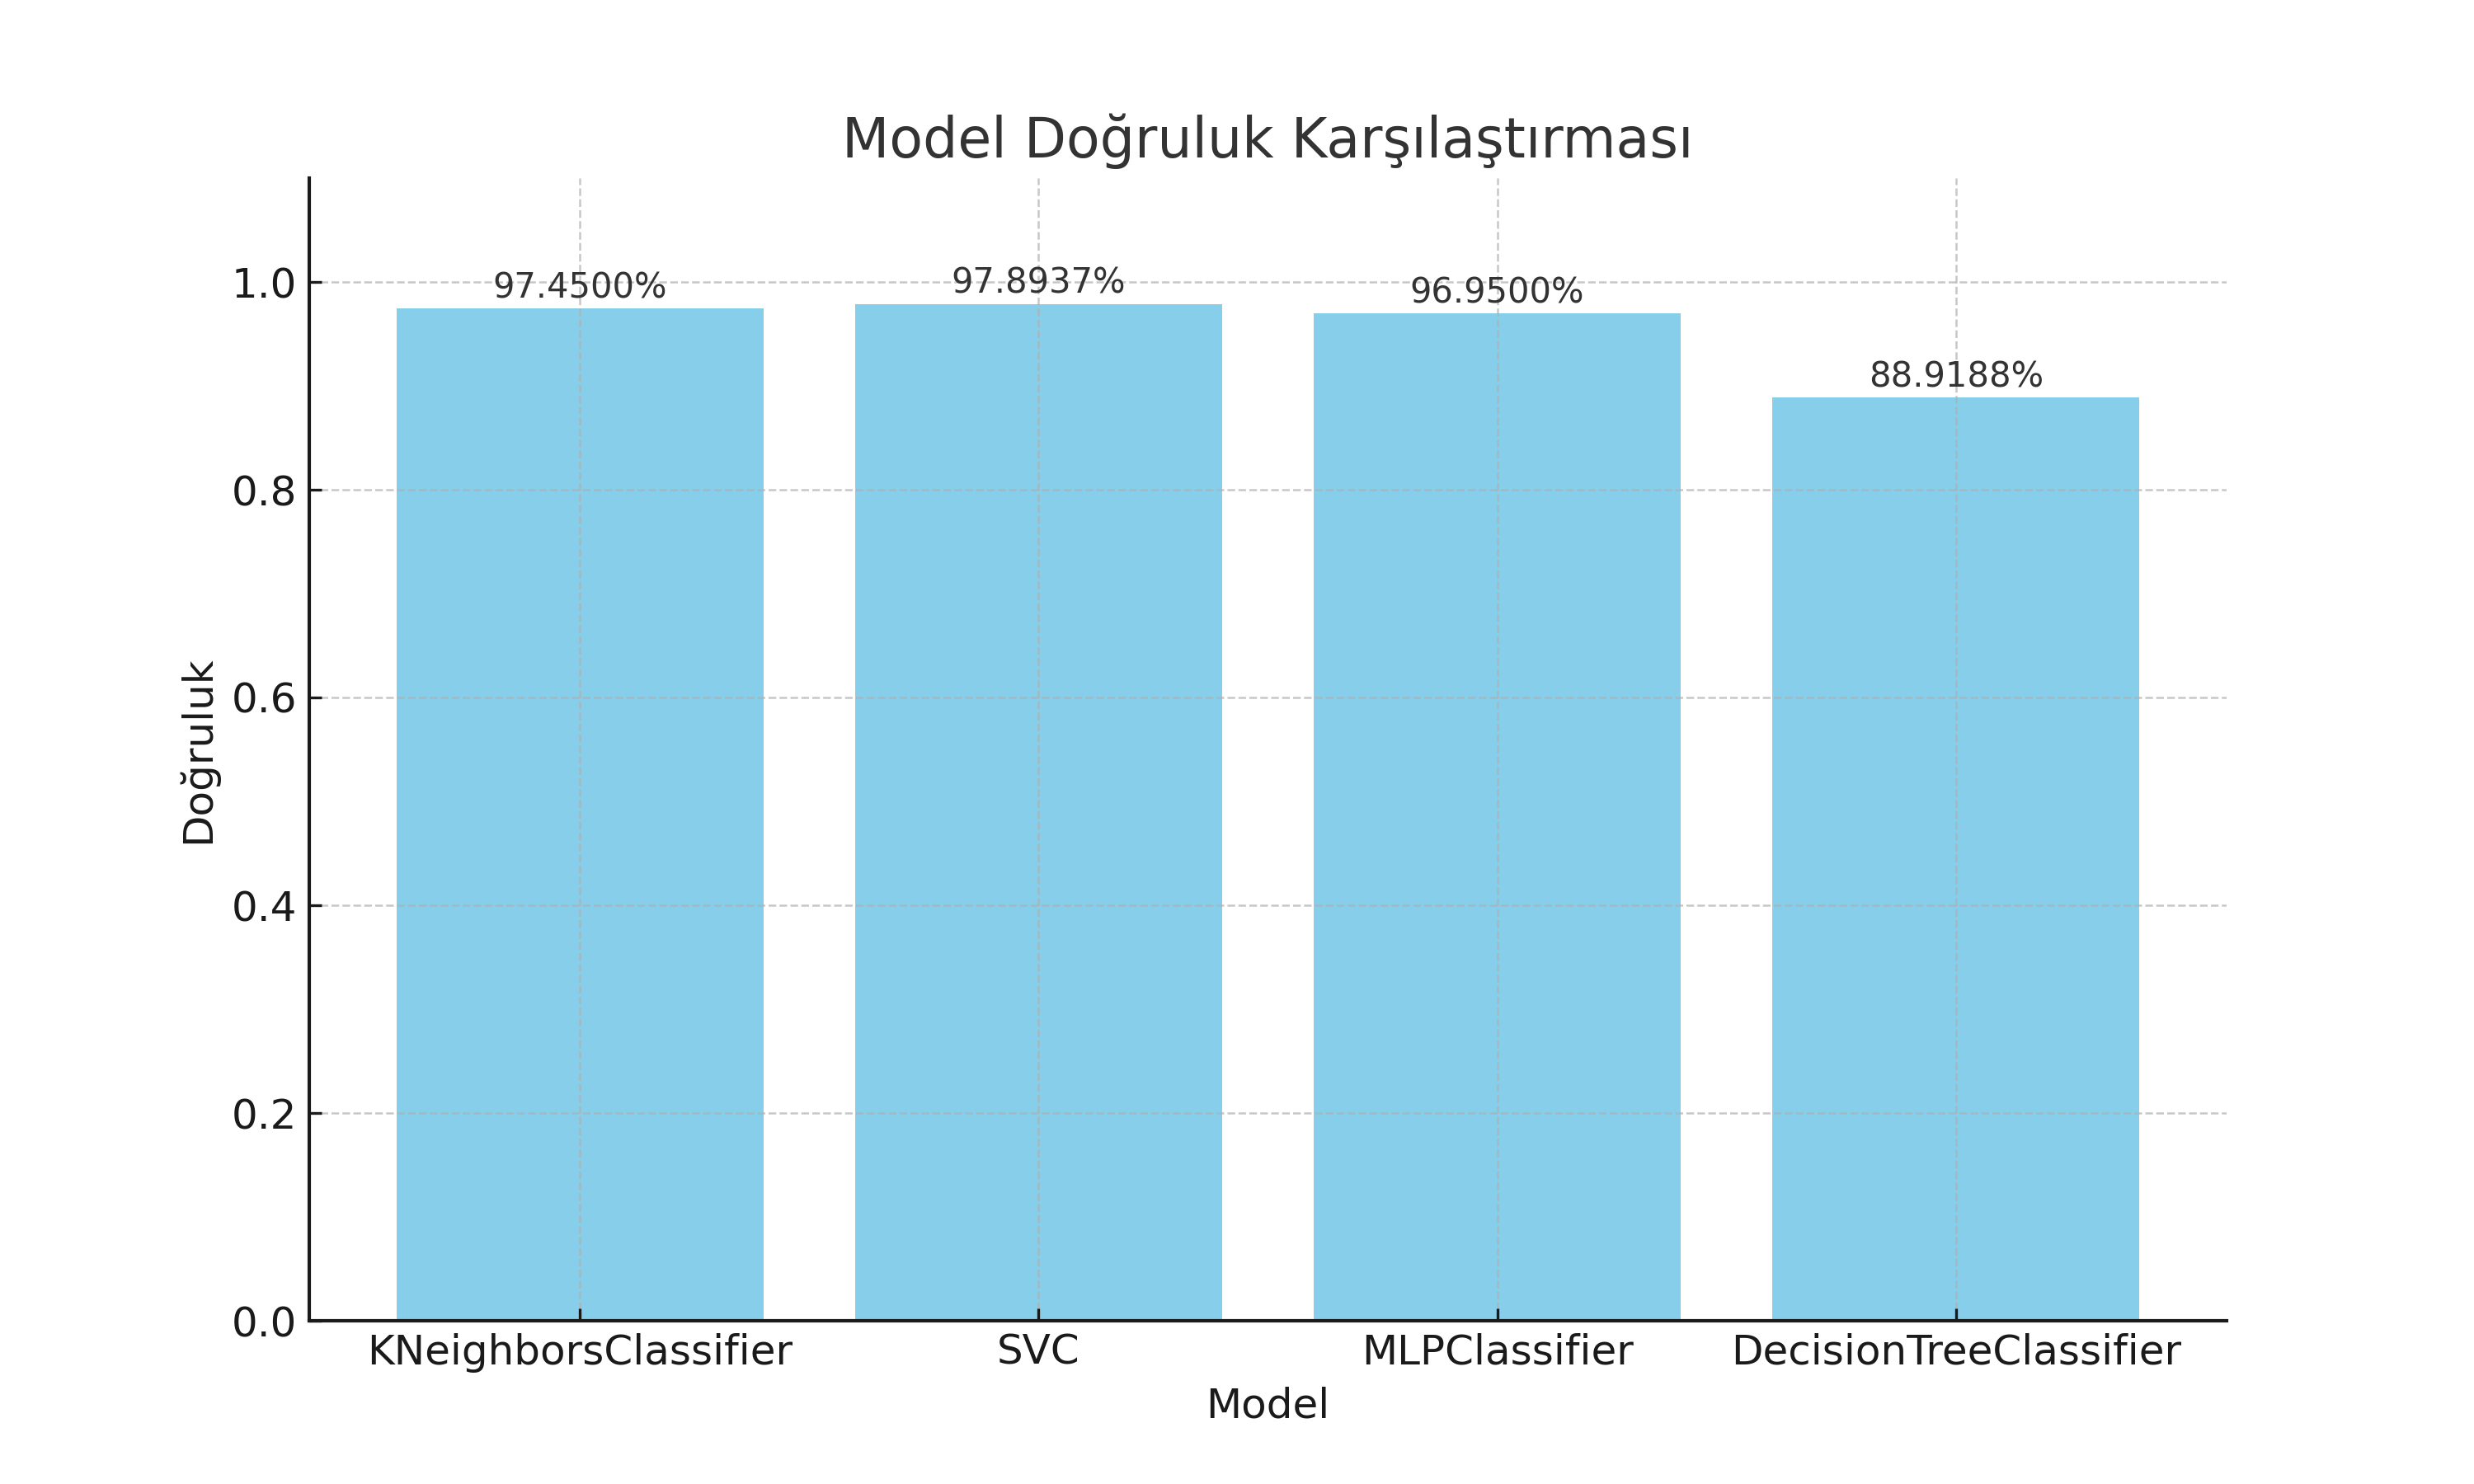 Model Doğruluk Karşılaştırması
97.4500%
97.8937%
96.9500%
88.9188%
1.0
0.8
0.6
0.4
0.2
0.0
Doğruluk
KNeighborsClassifier
SVC
MLPClassifier
DecisionTreeClassifier
Model